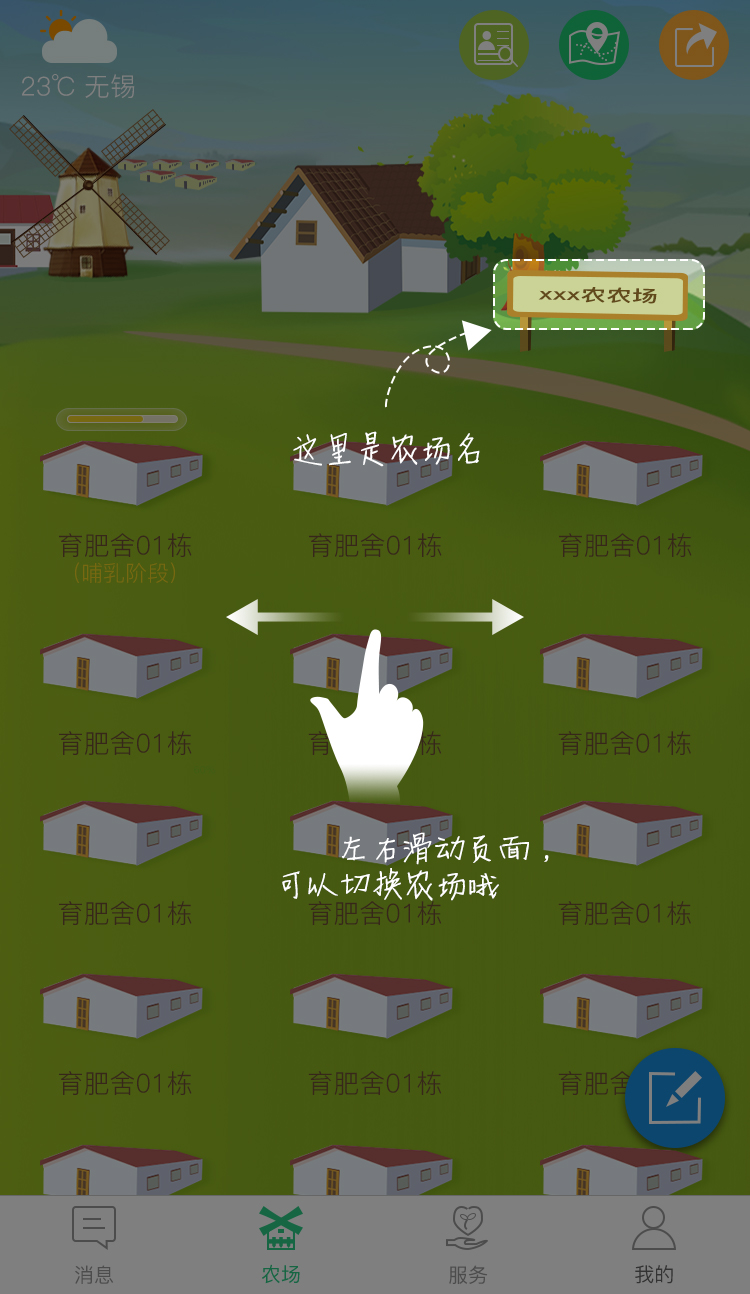 23℃ 无锡
xxx农农场
这里是农场名
育肥舍01栋
育肥舍01栋
育肥舍01栋
(哺乳阶段)
育肥舍01栋
育 栋
育肥舍01栋
左右滑动页面，
可以切换农场哦
育肥舍01栋
育肥舍01栋
育肥舍01栋
育肥舍01栋
育肥舍01栋
育肥舍
消息
农场
服务
我的